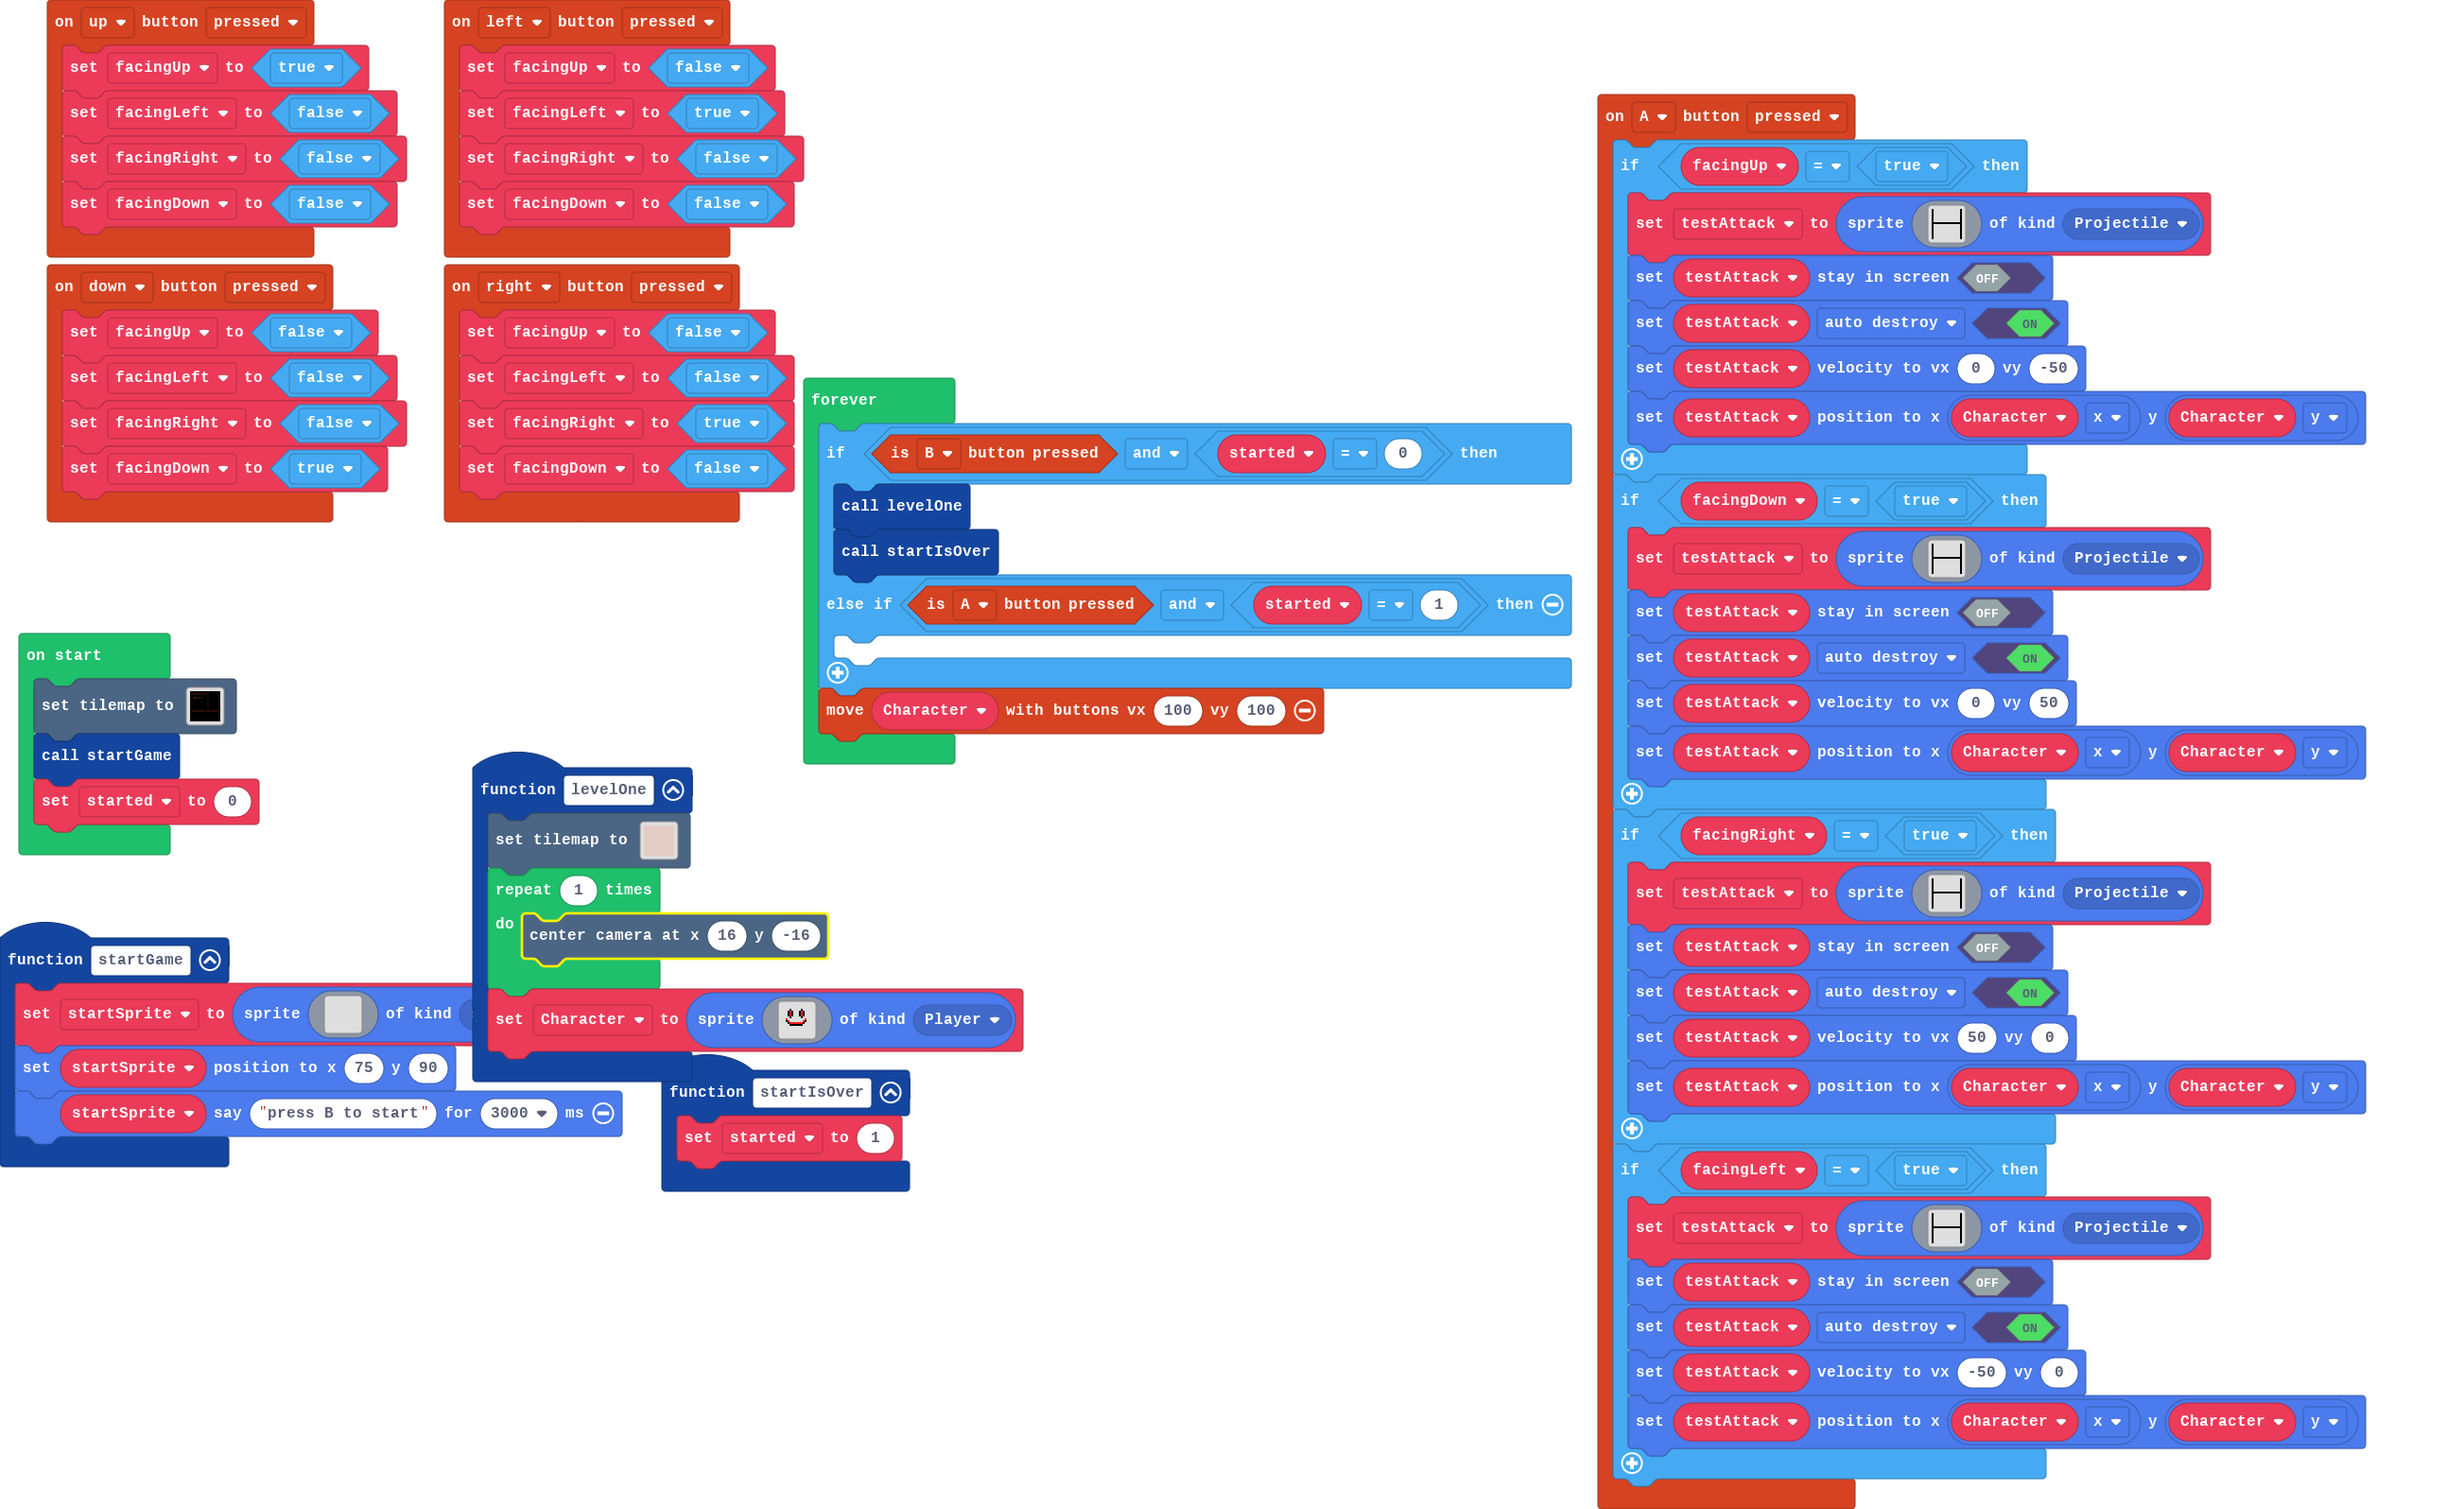 on up button pressed
set facingUp to true
set facingLeft to false
set facingRight to false
set facingDown to false
on left button pressed
set facingUp to false
set facingLeft to true
set facingRight to false
set facingDown to false
on down button pressed
set facingUp to false
set facingLeft to false
set facingRight to false
set facingDown to true
on right button pressed
set facingUp to false
set facingLeft to false
set facingRight to true
set facingDown to false
forever
if is B button pressed and started = 0 then
call levelOne
call startIsOver
else if is A button pressed and started = 1 then
move Character with buttons vx 100 vy 100
on start
set tilemap to
call startGame
set started to 0
function startGame
set startSprite to sprite of kind
set startSprite position to x 75 y 90
startSprite say "press B to start" for 3000 ms
function levelOne
set tilemap to
repeat 1 times
do center camera at x 16 y -16
set Character to sprite of kind Player
function startIsOver
set started to 1
on A button pressed
if facingUp = true then
set testAttack to sprite of kind Projectile
set testAttack stay in screen OFF
set testAttack auto destroy ON
set testAttack velocity to vx 0 vy -50
set testAttack position to x Character x y Character y
if facingDown = true then
set testAttack to sprite of kind Projectile
set testAttack stay in screen OFF
set testAttack auto destroy ON
set testAttack velocity to vx 0 vy 50
set testAttack position to x Character x y Character y
if facingRight = true then
set testAttack to sprite of kind Projectile
set testAttack stay in screen OFF
set testAttack auto destroy ON
set testAttack velocity to vx 50 vy 0
set testAttack position to x Character x y Character y
if facingLeft = true then
set testAttack to sprite of kind Projectile
set testAttack stay in screen OFF
set testAttack auto destroy ON
set testAttack velocity to vx -50 vy 0
set testAttack position to x Character x y Character y